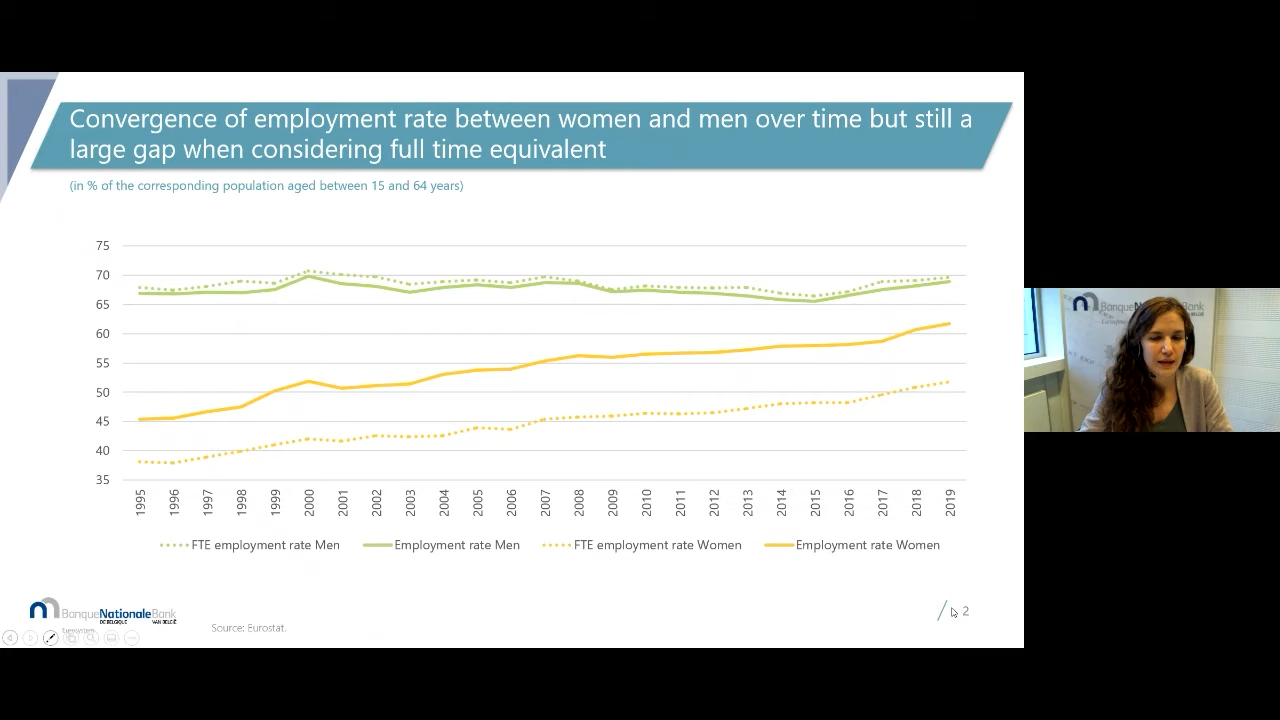 Convergence of employment rate between women and men over time but still a
large gap when considering full time equivalent
(in % of the corresponding population aged between 15 and 64 years)
75
70
65
60
55
50
45
40
35
1995 1996 1997 1998 1999 2000 2001 2002 2003 2004 2005 2006 2007 2008 2009 2010 2011 2012 2013 2014 2015 2016 2017 2018 2019
FTE employment rate Men Employment rate Men FTE employment rate Women Employment rate Women
BanqueNationaleBank
DE BELGIQUE VAN BELGIË
Eurosystem
Source: Eurostat.
2
BanqueNationaleBank